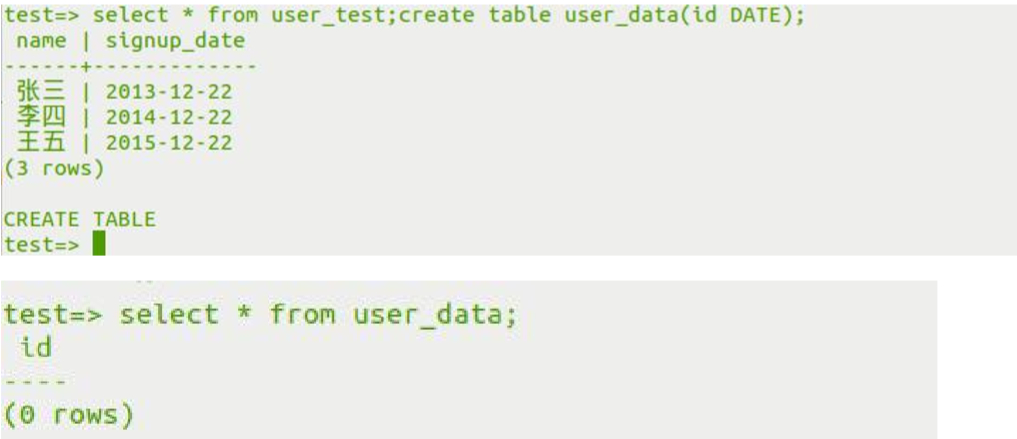 test=> select * from user_test;create table user_data(id DATE);
 name | signup_date
------+-------------
 张三 | 2013-12-22
 李四 | 2014-12-22
 王五 | 2015-12-22
(3 rows)
CREATE TABLE
test=>
test=> select * from user_data;
 id
----
(0 rows)